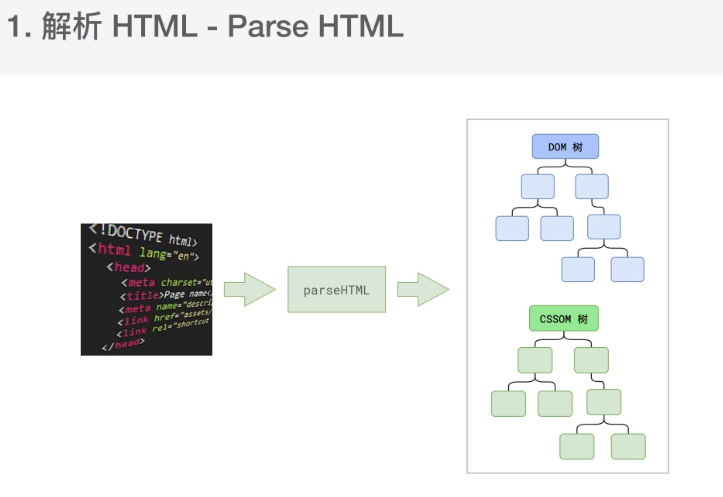 1. 解析 HTML - Parse HTML
<!DOCTYPE html>
<html lang="en">
<head>
<meta charset="ut
<title>Page name<
<meta name="descri
<link href="assets/
<link rel="shortcut
</head>
parseHTML
DOM 树
CSSOM 树